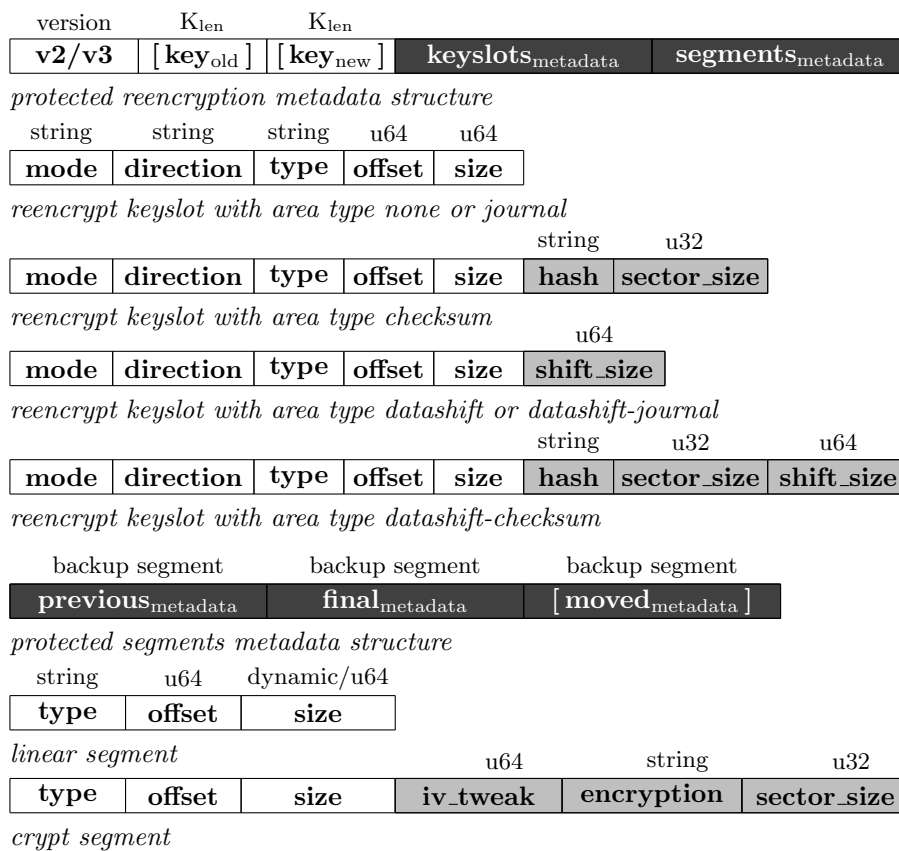 version K_len K_len
v2/v3 [ key_old ] [ key_new ] keyslots_metadata segments_metadata
protected reencryption metadata structure
string string string u64 u64
mode direction type offset size
reencrypt keyslot with area type none or journal
string u32
mode direction type offset size hash sector_size
reencrypt keyslot with area type checksum
u64
mode direction type offset size shift_size
reencrypt keyslot with area type datashift or datashift-journal
string u32 u64
mode direction type offset size hash sector_size shift_size
reencrypt keyslot with area type datashift-checksum
backup segment backup segment backup segment
previous_metadata final_metadata [ moved_metadata ]
protected segments metadata structure
string u64 dynamic/u64
type offset size
linear segment
u64 string u32
type offset size iv_tweak encryption sector_size
crypt segment